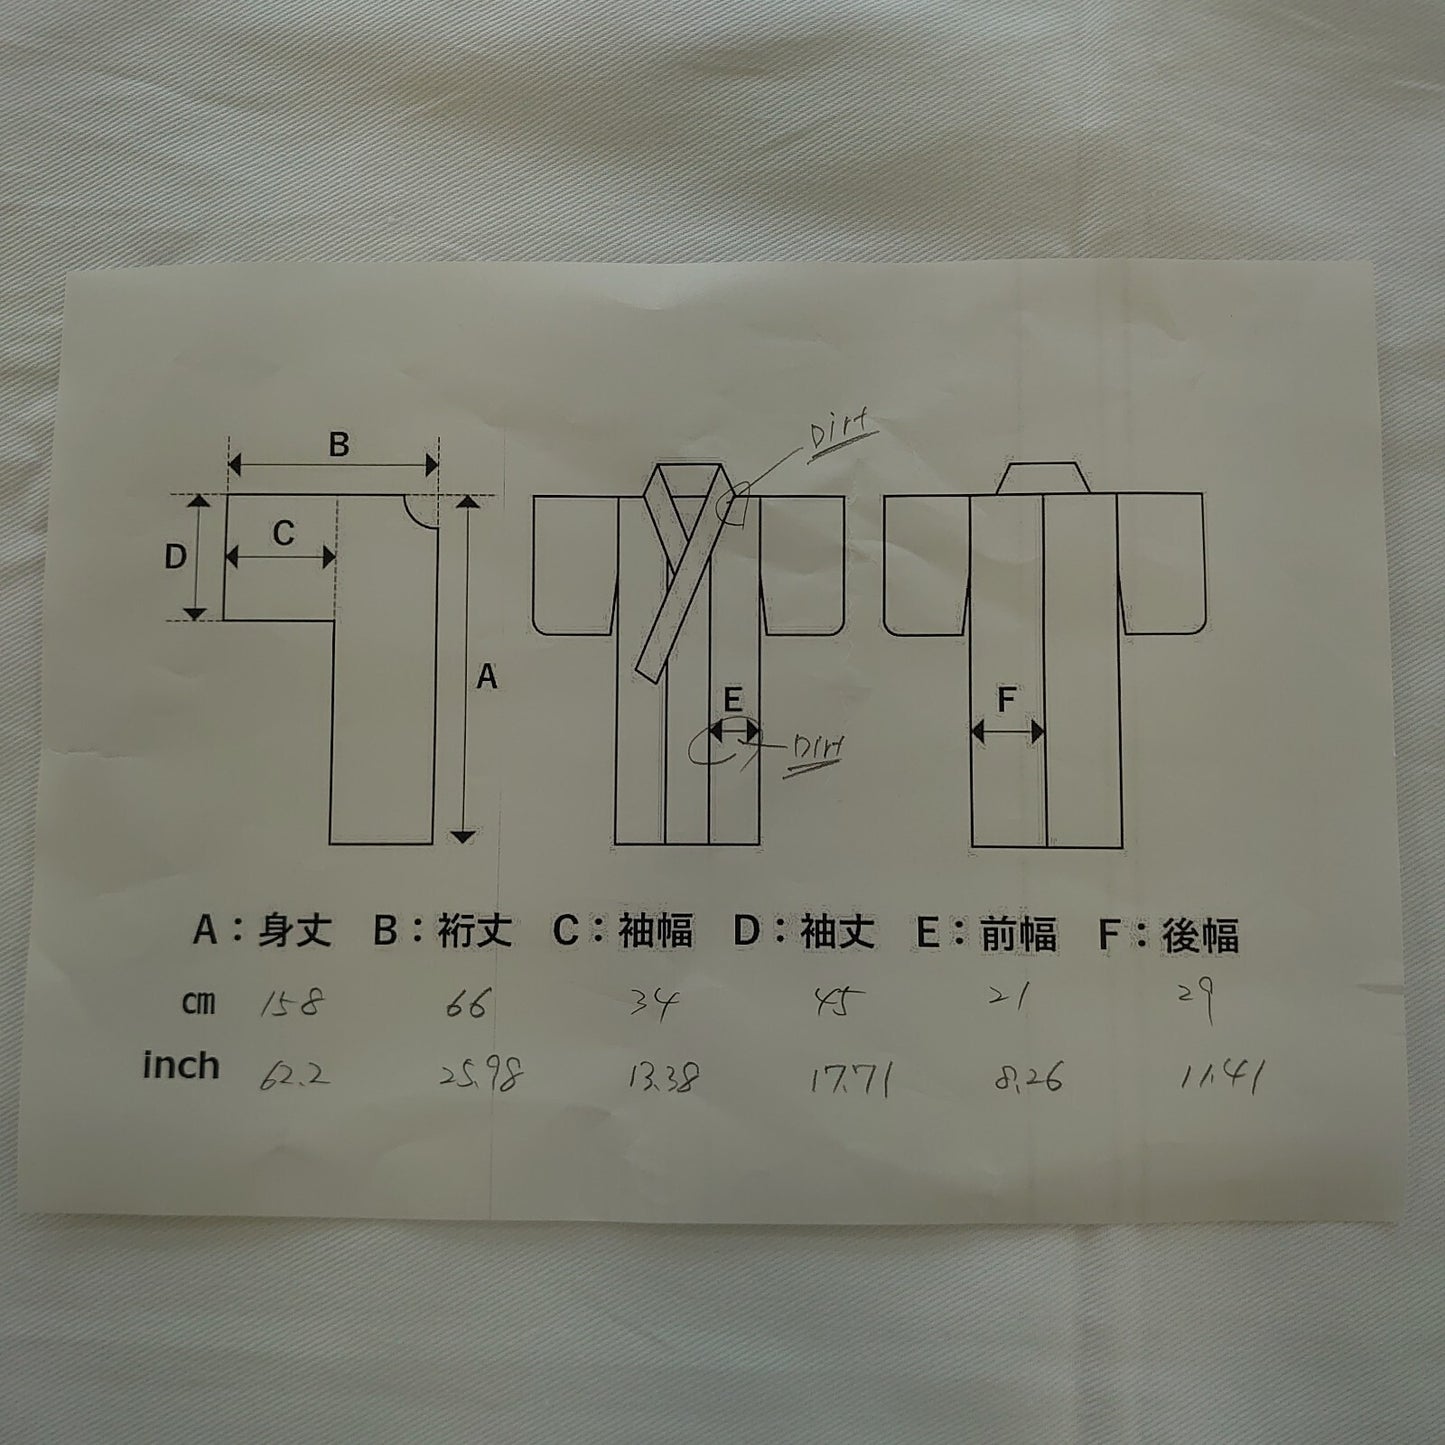 Dirt
B
C
D
A
E
F
Dirt
A：身丈 B：裄丈 C：袖幅 D：袖丈 E：前幅 F：後幅
cm 158 66 34 45 21 29
inch 62.2 25.98 13.38 17.71 8.26 11.41